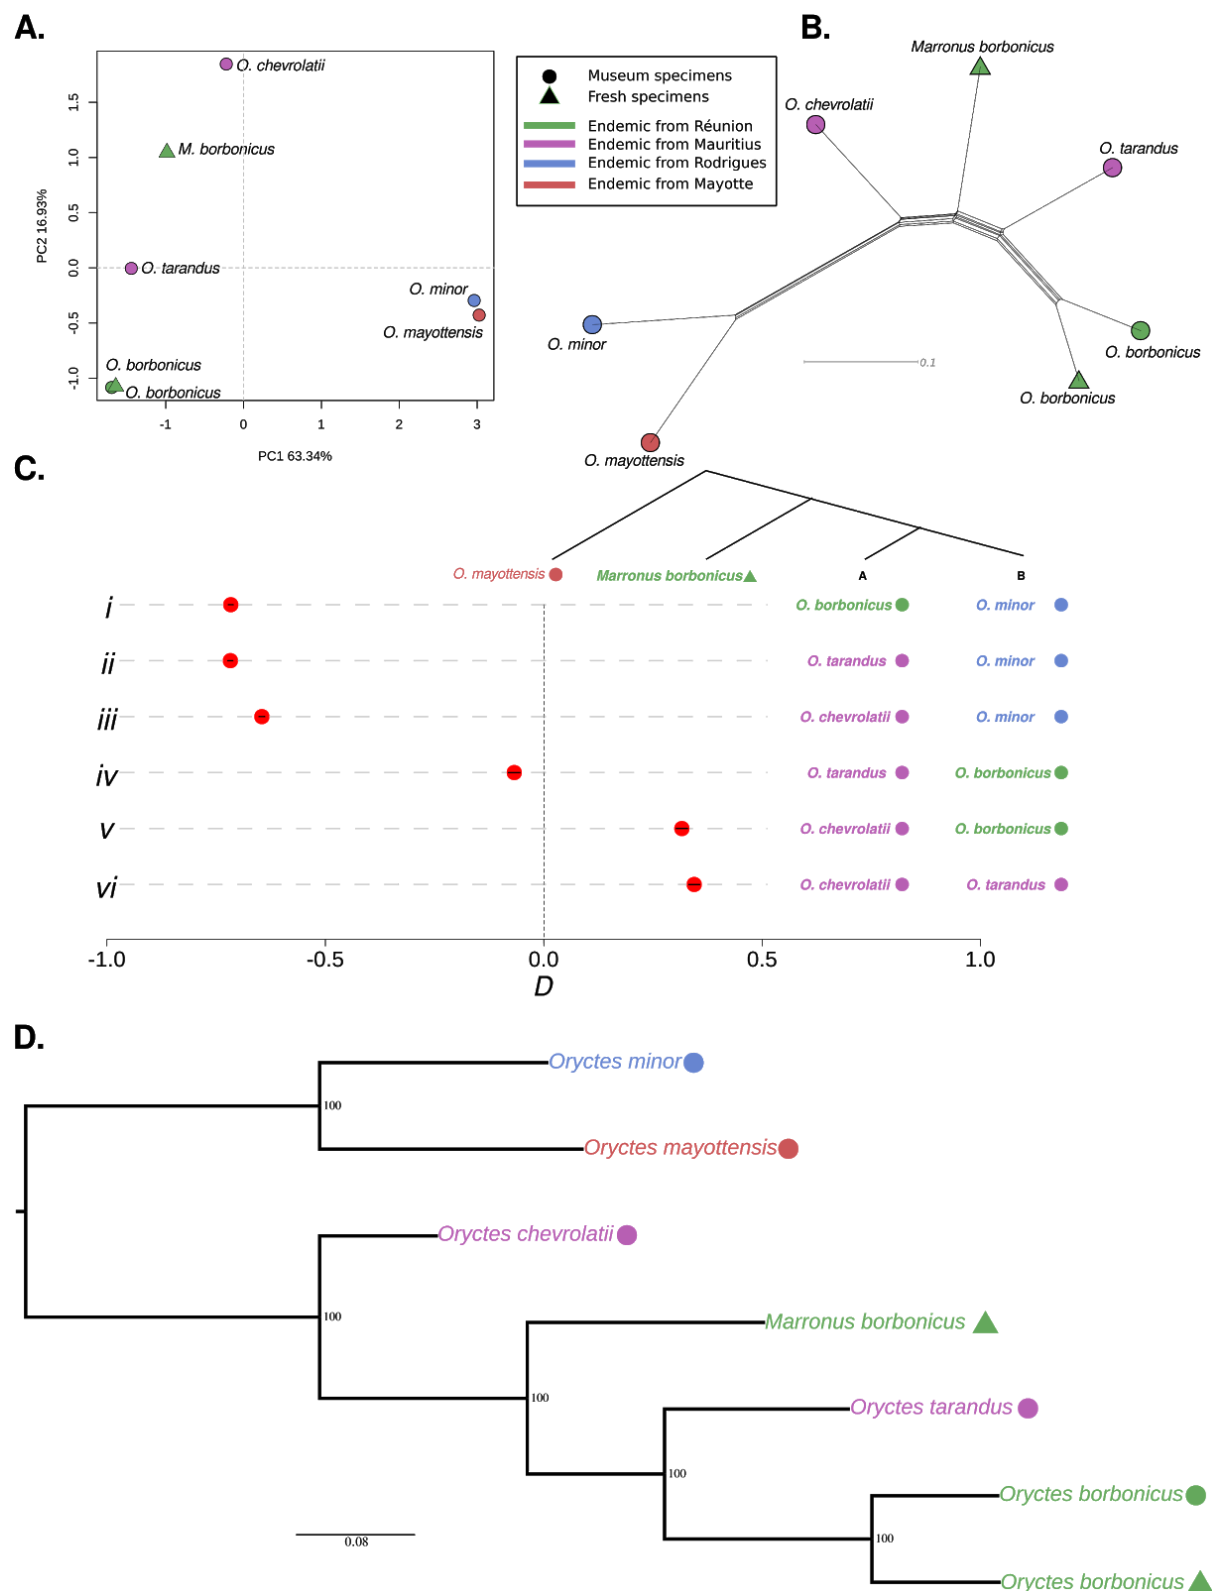 A.
O. chevrolatii
M. borbonicus
O. tarandus
O. minor
O. mayottensis
O. borbonicus
O. borbonicus
1.5
1.0
0.5
0.0
-0.5
-1.0
PC2 16.93%
-1
0
1
2
3
PC1 63.34%
Museum specimens
Fresh specimens
Endemic from Réunion
Endemic from Mauritius
Endemic from Rodrigues
Endemic from Mayotte
B.
Marronus borbonicus
O. chevrolatii
O. tarandus
O. minor
O. borbonicus
0.1
O. borbonicus
O. mayottensis
C.
O. mayottensis
Marronus borbonicus
A
B
i
O. borbonicus
O. minor
ii
O. tarandus
O. minor
iii
O. chevrolatii
O. minor
iv
O. tarandus
O. borbonicus
v
O. chevrolatii
O. borbonicus
vi
O. chevrolatii
O. tarandus
-1.0
-0.5
0.0
0.5
1.0
D
D.
Oryctes minor
100
Oryctes mayottensis
Oryctes chevrolatii
100
Marronus borbonicus
100
Oryctes tarandus
100
Oryctes borbonicus
100
0.08
Oryctes borbonicus